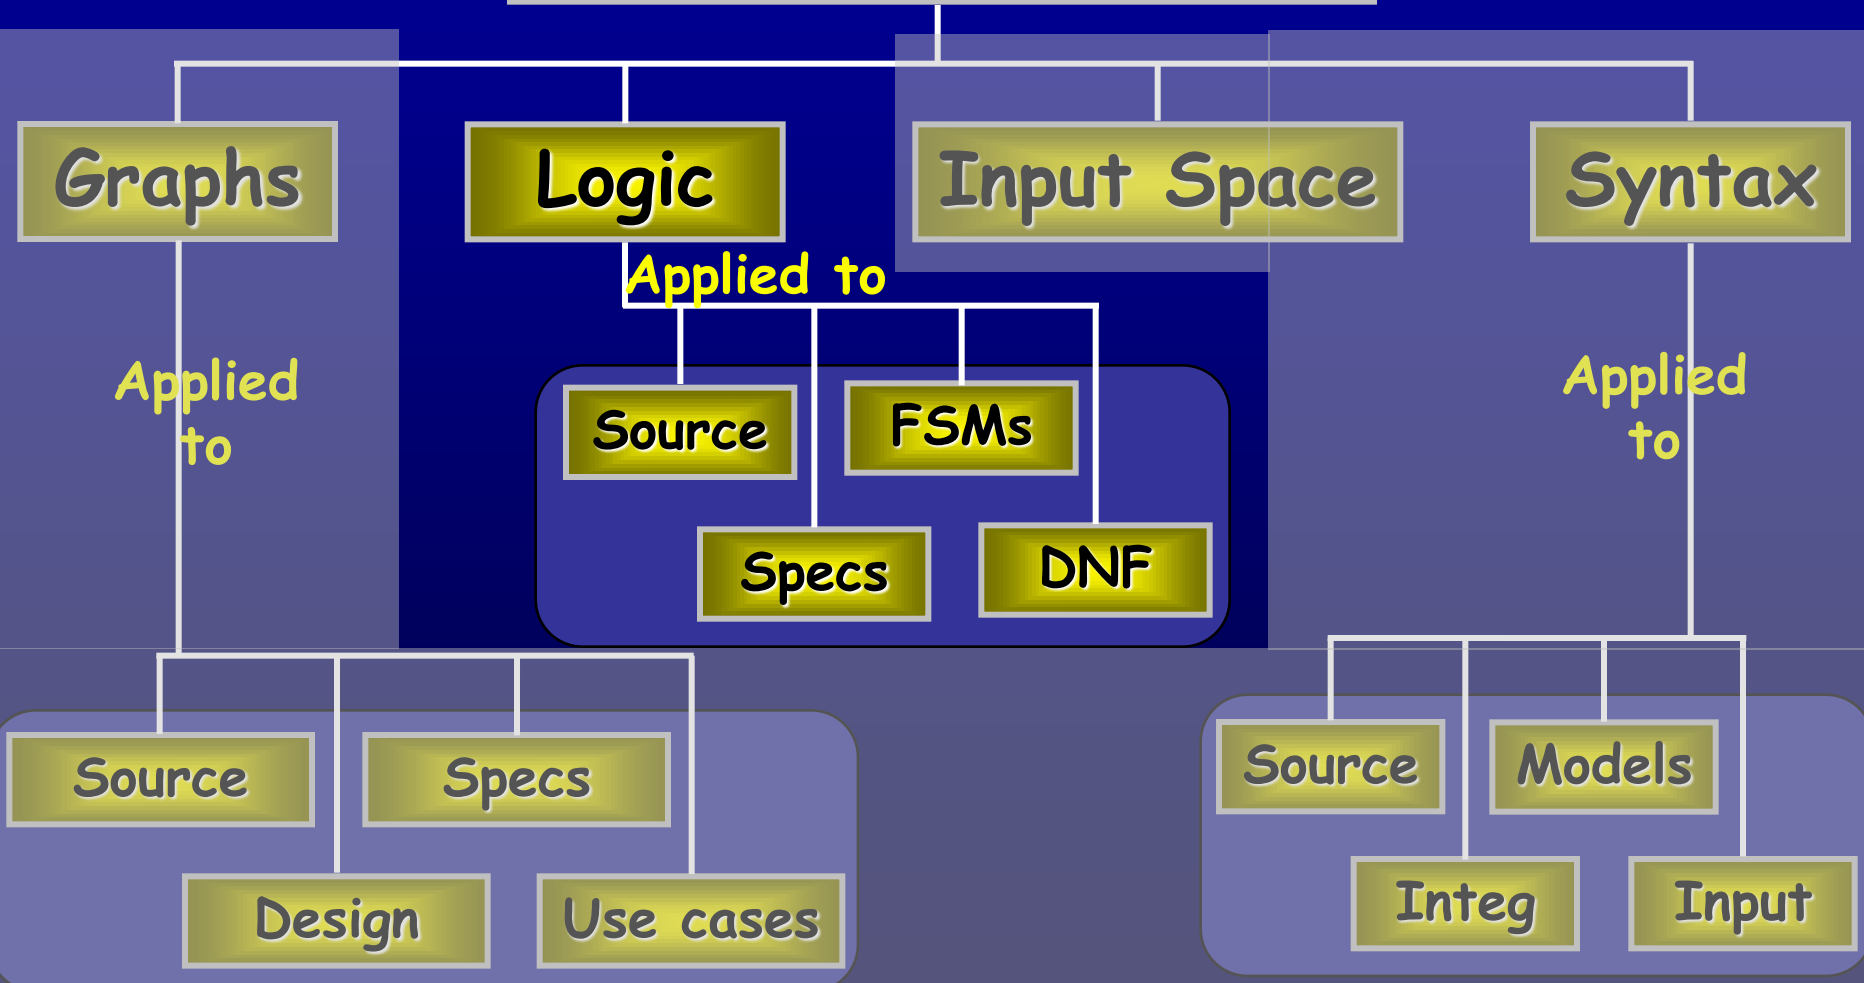 Graphs
Logic
Input Space
Syntax
Applied to
Applied
to
Applied
to
Source
FSMs
Specs
DNF
Source
Specs
Design
Use cases
Source
Models
Integ
Input